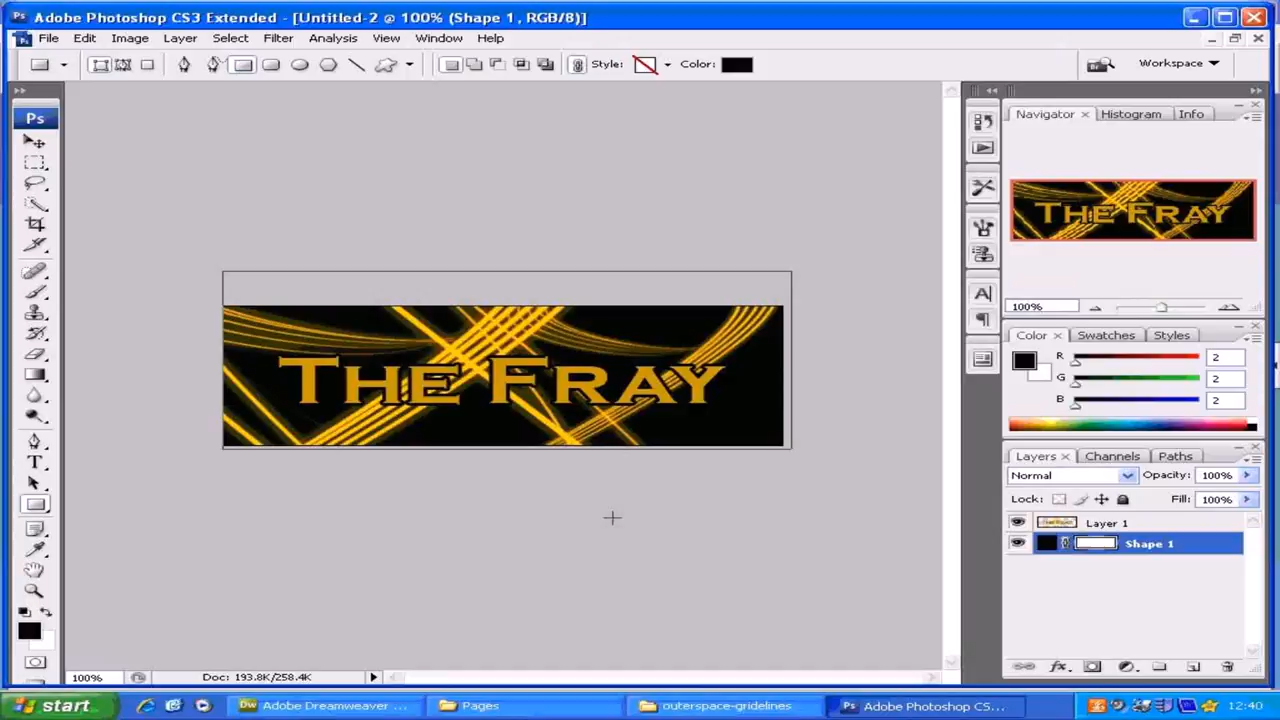 Ps Adobe Photoshop CS3 Extended - [Untitled-2 @ 100% (Shape 1, RGB/8)]
File Edit Image Layer Select Filter Analysis View Window Help
Style: Color: Workspace
Ps
Navigator Histogram Info
THE FRAY
100%
Color Swatches Styles
R 2
G 2
B 2
THE FRAY
Layers Channels Paths
Normal Opacity: 100%
Lock: Fill: 100%
Layer 1
Shape 1
100% Doc: 193.8K/258.4K
start Dw Adobe Dreamweaver ... Pages outerspace-gridelines Ps Adobe Photoshop CS... 12:40